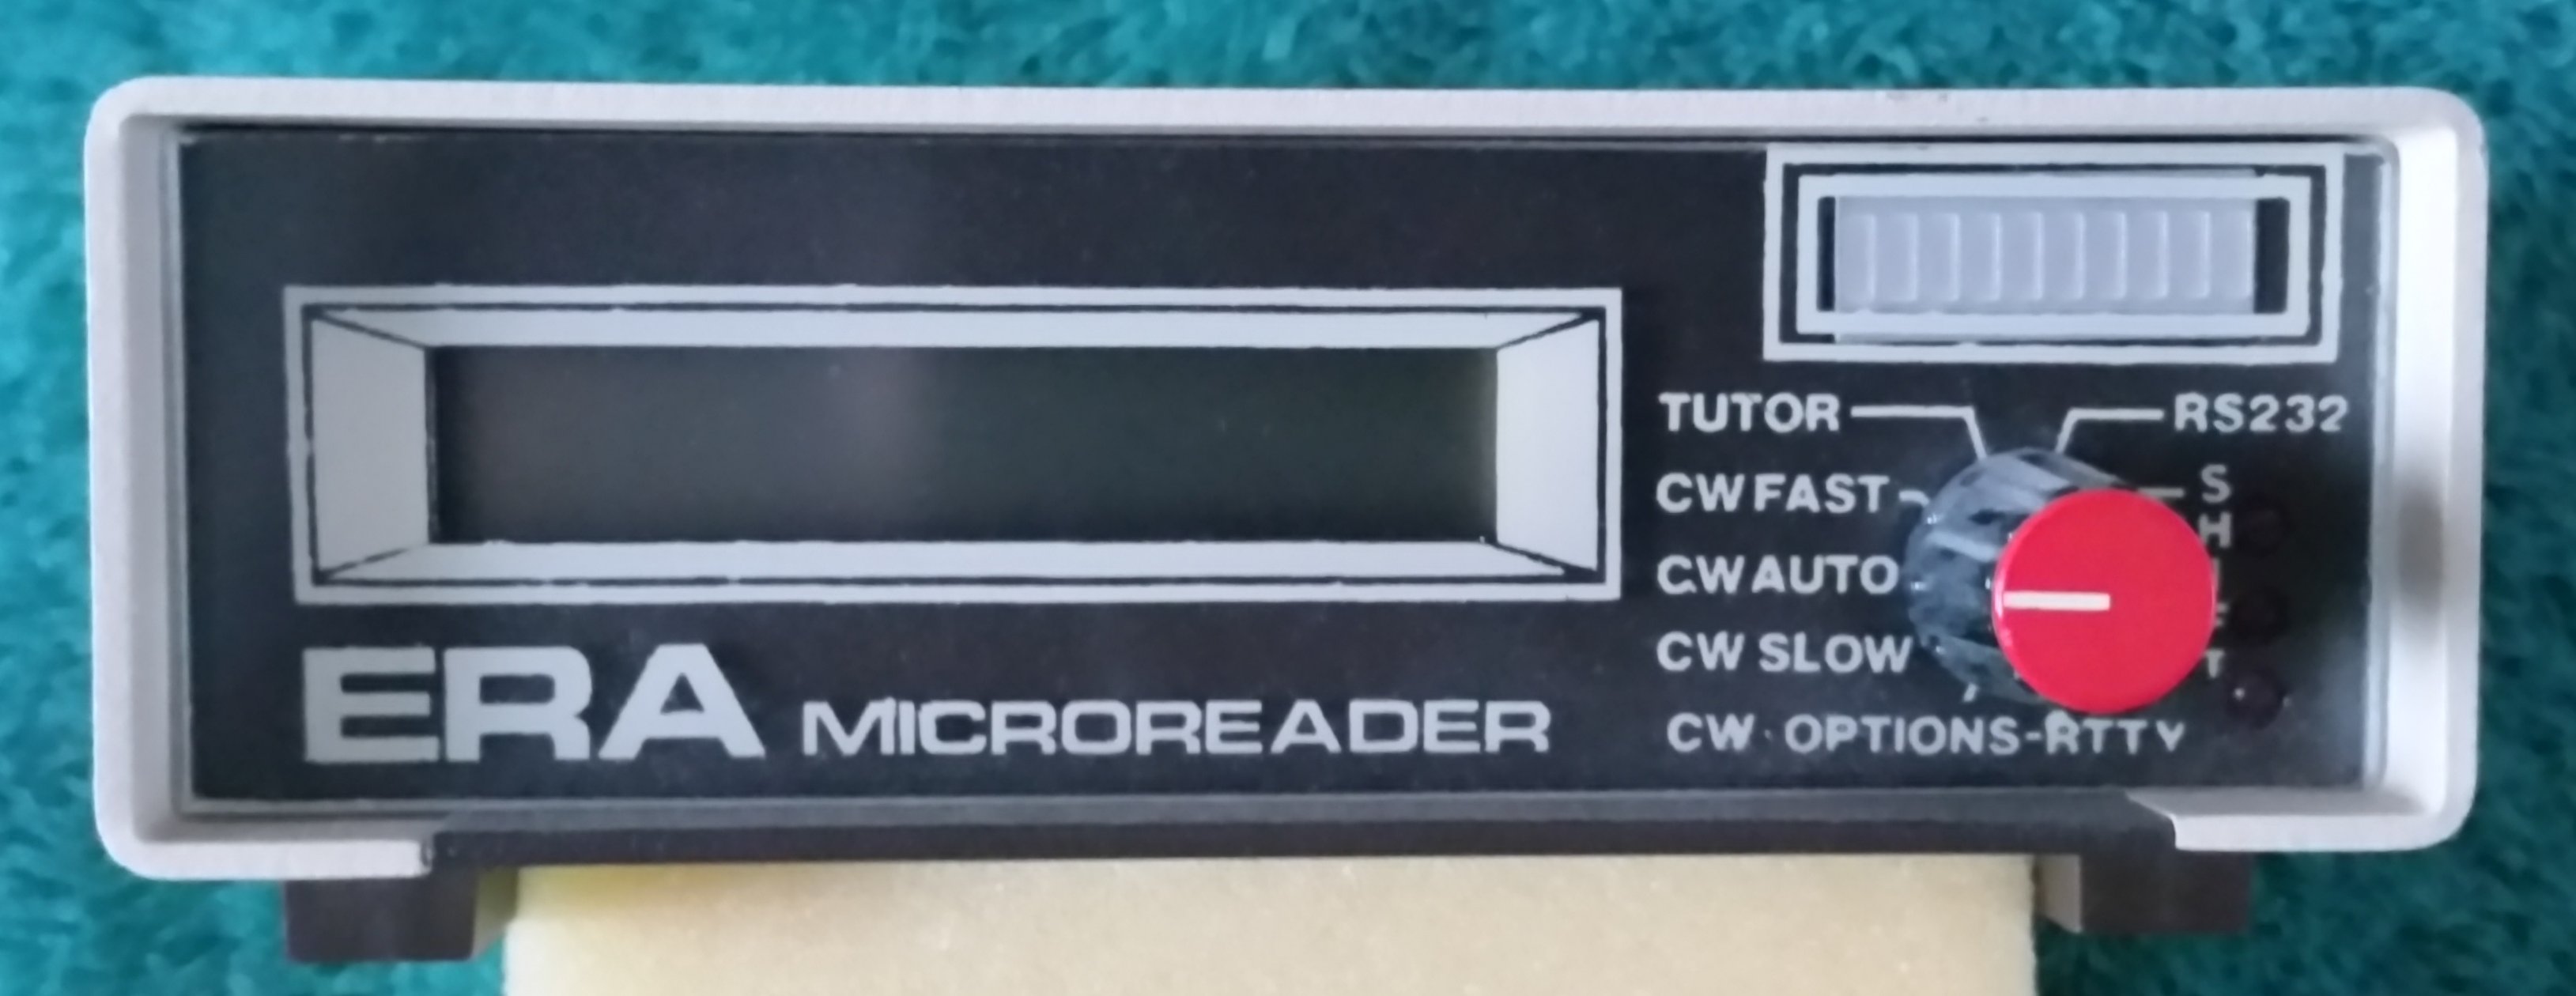 TUTOR RS232
CW FAST
CW AUTO
CW SLOW
CW · OPTIONS-RTTY
S
H
I
F
T
ERA MICROREADER